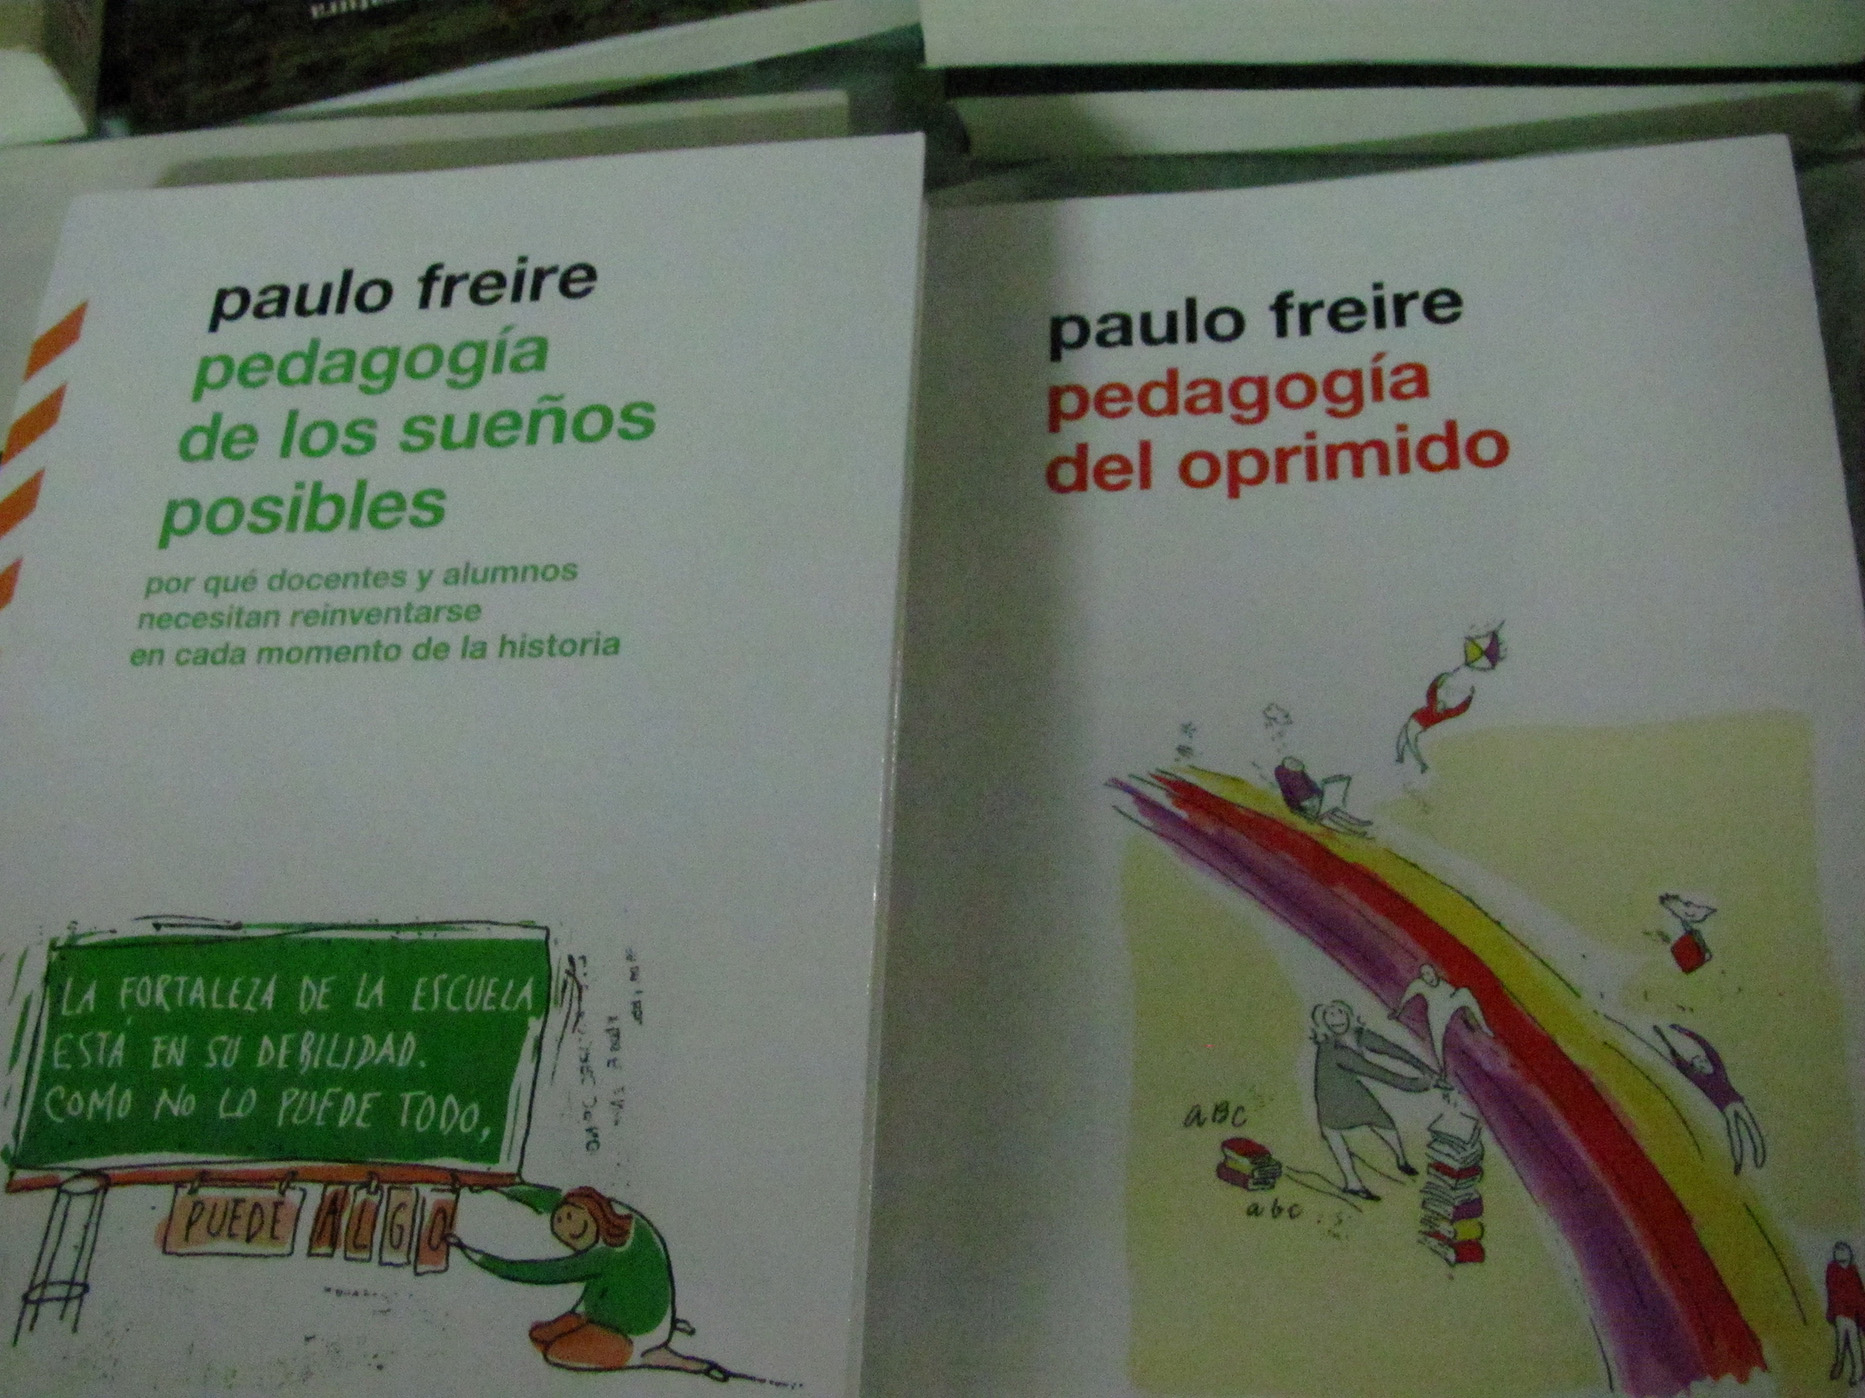 paulo freire
pedagogía
de los sueños
posibles
por qué docentes y alumnos
necesitan reinventarse
en cada momento de la historia
LA FORTALEZA DE LA ESCUELA
ESTÁ EN SU DEBILIDAD.
COMO NO LO PUEDE TODO,
PUEDE ALGO
paulo freire
pedagogía
del oprimido
aBc
abc